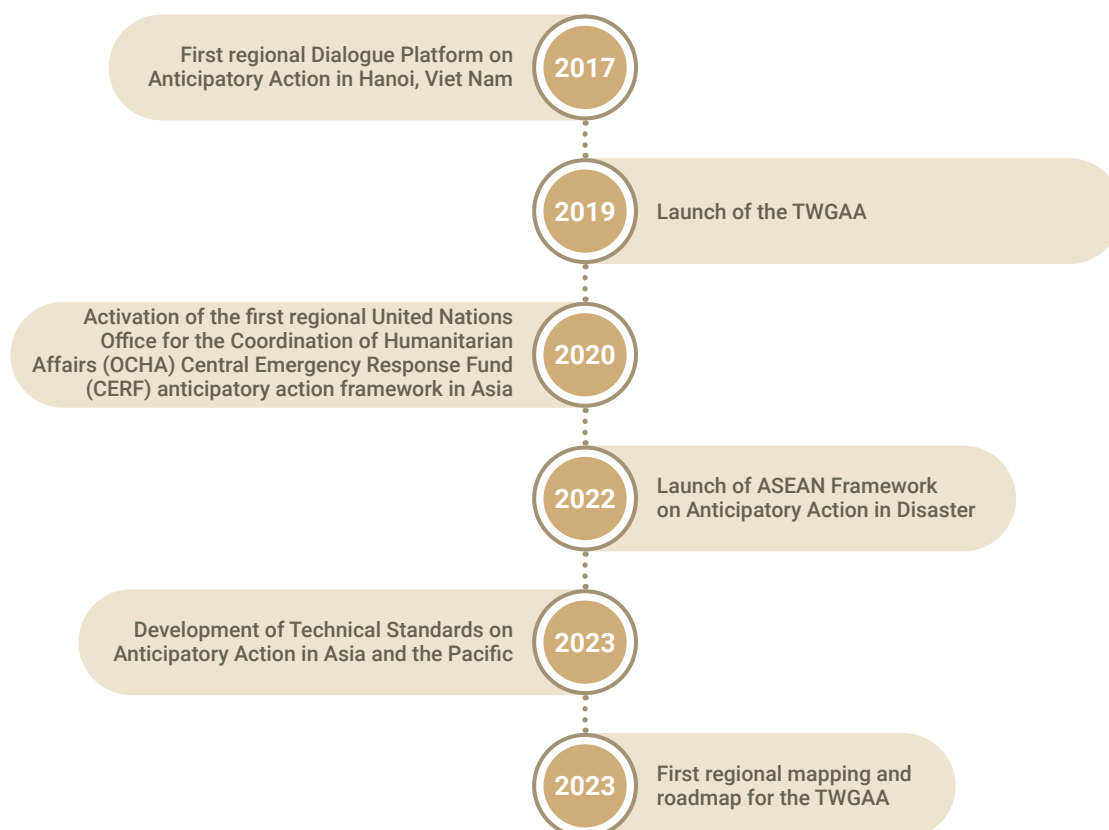 First regional Dialogue Platform on
Anticipatory Action in Hanoi, Viet Nam
2017
2019
Launch of the TWGAA
Activation of the first regional United Nations
Office for the Coordination of Humanitarian
Affairs (OCHA) Central Emergency Response Fund
(CERF) anticipatory action framework in Asia
2020
2022
Launch of ASEAN Framework
on Anticipatory Action in Disaster
Development of Technical Standards on
Anticipatory Action in Asia and the Pacific
2023
2023
First regional mapping and
roadmap for the TWGAA